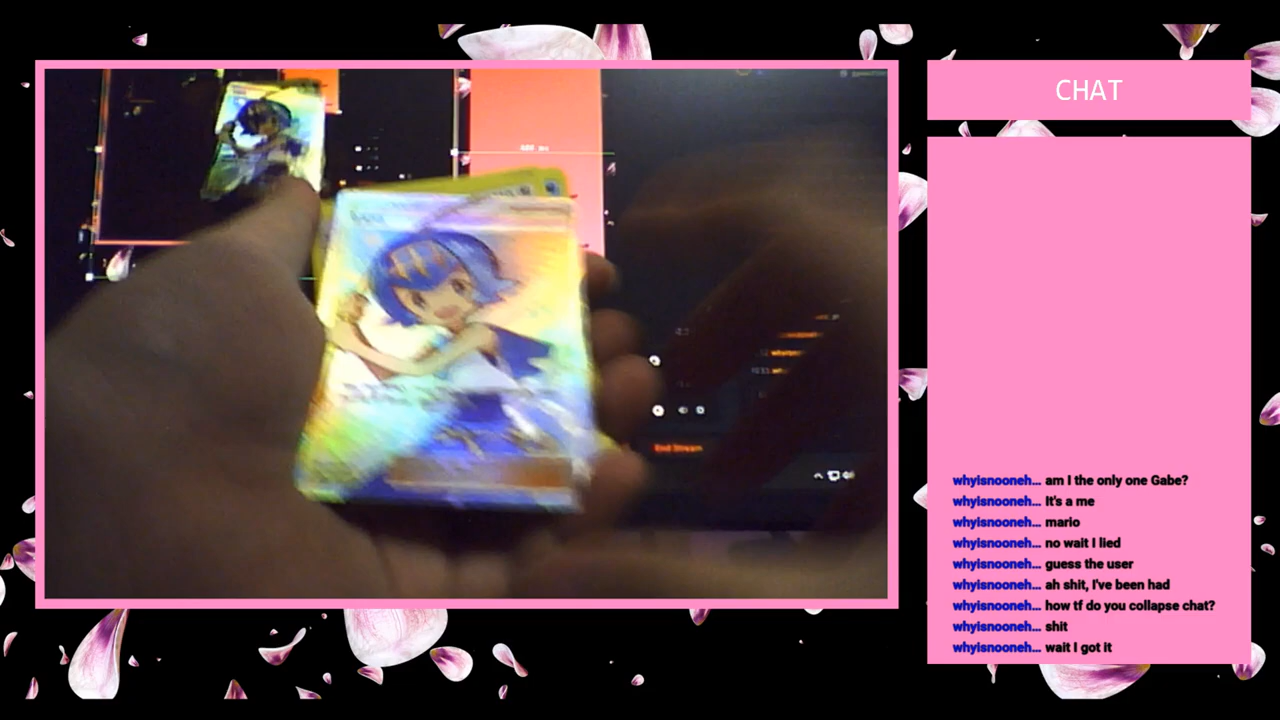 CHAT
End Stream
whyisnooneh... am I the only one Gabe?
whyisnooneh... It's a me
whyisnooneh... mario
whyisnooneh... no wait I lied
whyisnooneh... guess the user
whyisnooneh... ah shit, I've been had
whyisnooneh... how tf do you collapse chat?
whyisnooneh... shit
whyisnooneh... wait I got it